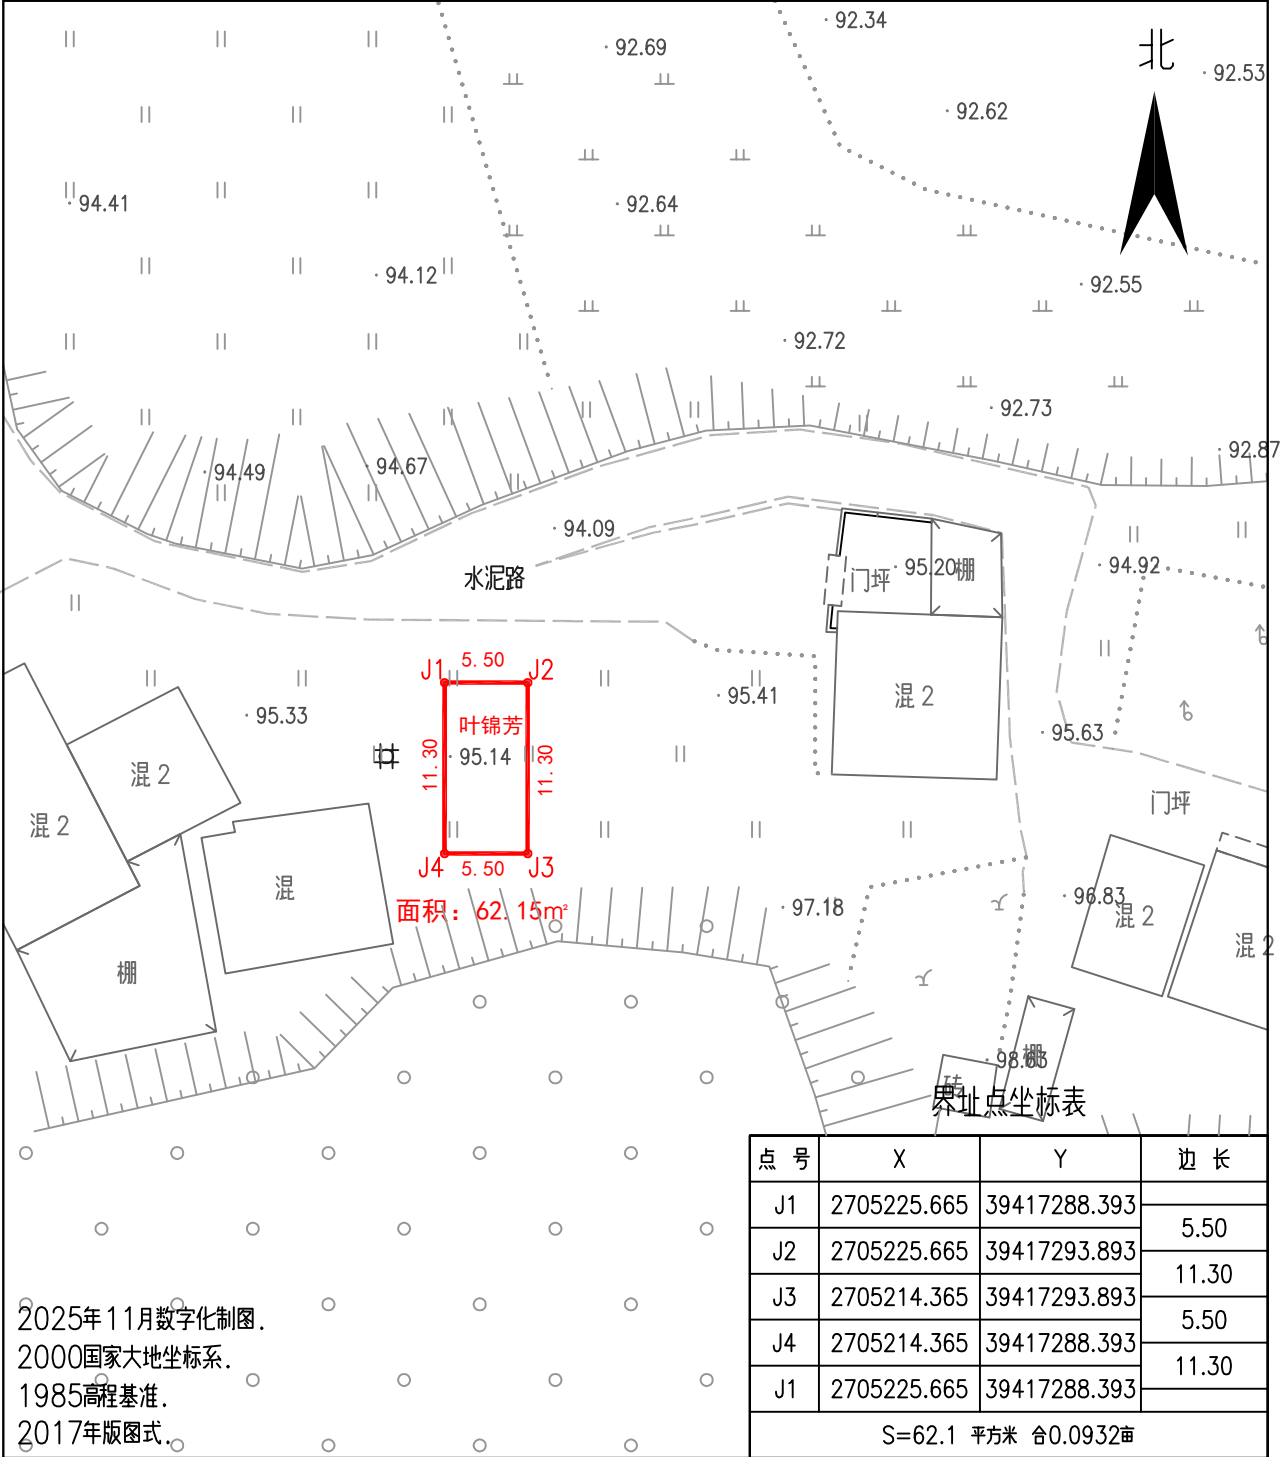 92.34
92.69
北
92.53
92.62
94.41
92.64
94.12
92.55
92.72
92.73
92.87
94.49
94.67
94.09
水泥路
门坪
95.20
棚
94.92
J1
5.50
J2
95.41
混2
95.33
叶锦芳
95.63
11.30
95.14
11.30
井
混2
混2
门坪
J4
5.50
J3
混
面积：62.15m²
97.18
96.83
混2
混2
棚
98.63
棚
砖
界址点坐标表
点 号 X Y 边 长
J1 2705225.665 39417288.393
5.50
J2 2705225.665 39417293.893
11.30
J3 2705214.365 39417293.893
5.50
J4 2705214.365 39417288.393
11.30
J1 2705225.665 39417288.393
S=62.1 平方米 合0.0932亩
2025年11月数字化制图.
2000国家大地坐标系.
1985高程基准.
2017年版图式.